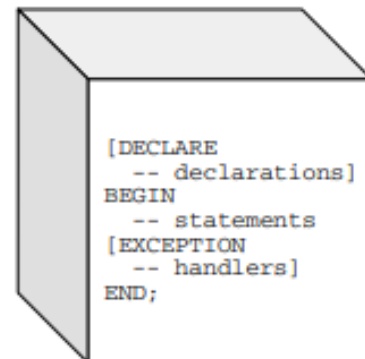 [DECLARE
  -- declarations]
BEGIN
  -- statements
[EXCEPTION
  -- handlers]
END;